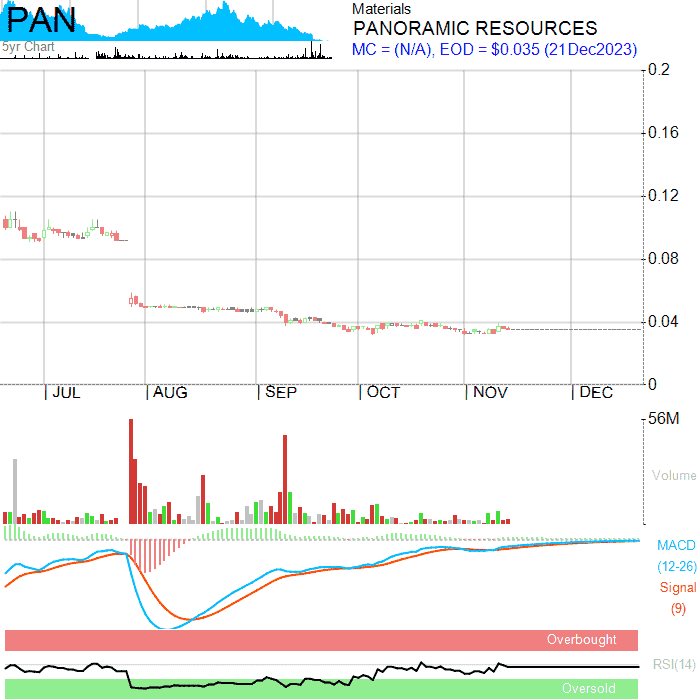 PAN
5yr Chart
Materials
PANORAMIC RESOURCES
MC = (N/A), EOD = $0.035 (21Dec2023)
0.2
0.16
0.12
0.08
0.04
0
JUL AUG SEP OCT NOV DEC
56M
Volume
MACD
(12-26)
Signal
(9)
Overbought
RSI(14)
Oversold